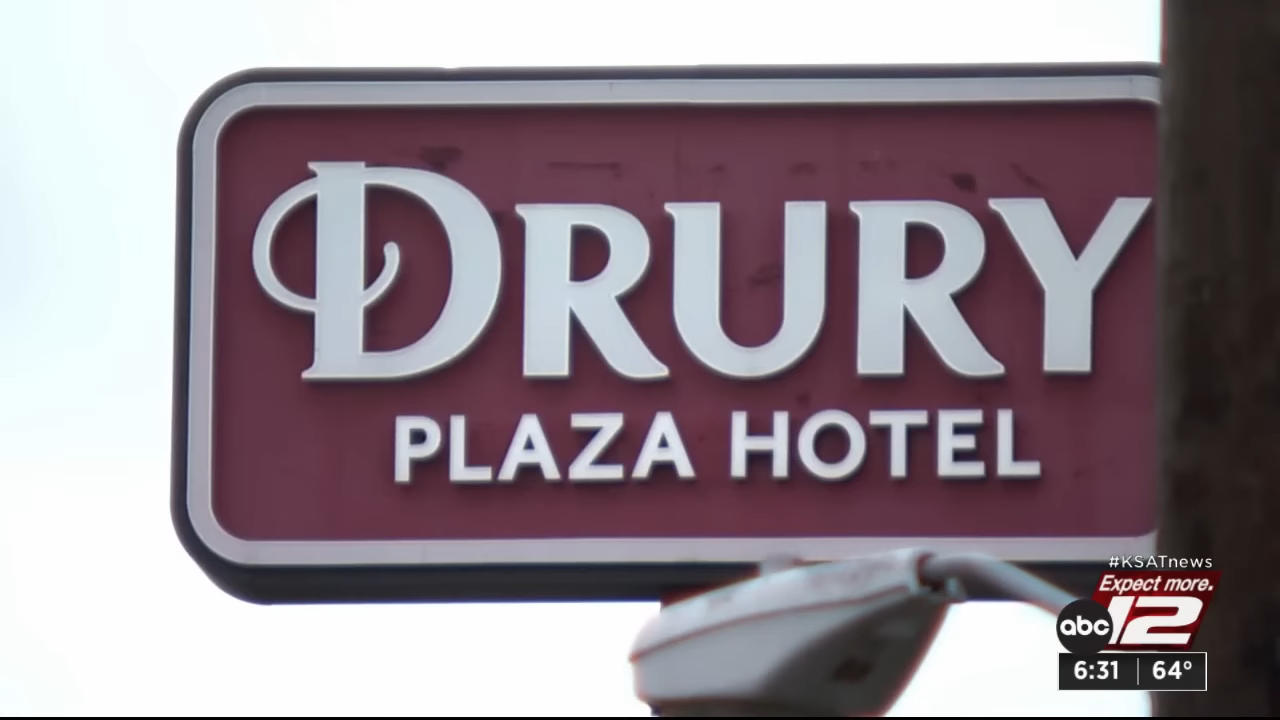 DRURY
PLAZA HOTEL
#KSATnews
Expect more.
abc 12
6:31 64°